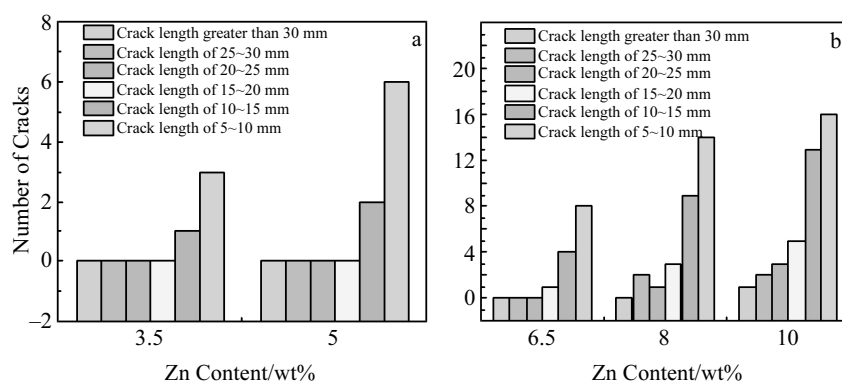 8
6
4
2
0
−2
Number of Cracks
Crack length greater than 30 mm
Crack length of 25~30 mm
Crack length of 20~25 mm
Crack length of 15~20 mm
Crack length of 10~15 mm
Crack length of 5~10 mm
a
3.5 5
Zn Content/wt%
20
16
12
8
4
0
Crack length greater than 30 mm
Crack length of 25~30 mm
Crack length of 20~25 mm
Crack length of 15~20 mm
Crack length of 10~15 mm
Crack length of 5~10 mm
b
6.5 8 10
Zn Content/wt%